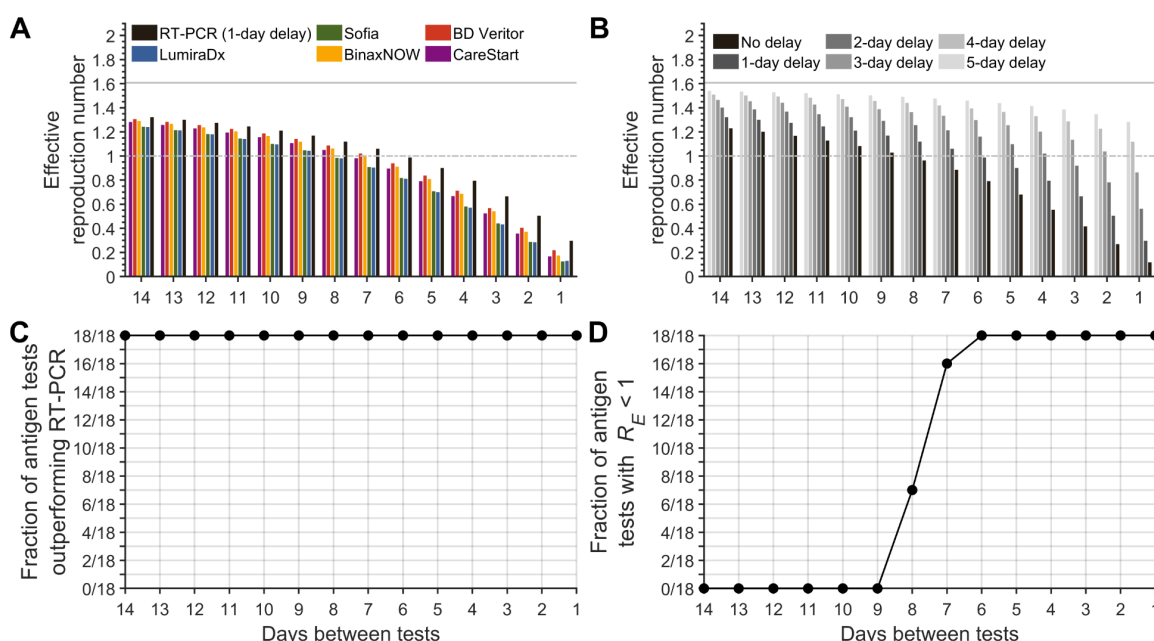 A
RT-PCR (1-day delay)
Sofia
BD Veritor
LumiraDx
BinaxNOW
CareStart
Effective
reproduction number
2
1.8
1.6
1.4
1.2
1
0.8
0.6
0.4
0.2
0
14 13 12 11 10 9 8 7 6 5 4 3 2 1
B
No delay
2-day delay
4-day delay
1-day delay
3-day delay
5-day delay
Effective
reproduction number
2
1.8
1.6
1.4
1.2
1
0.8
0.6
0.4
0.2
0
14 13 12 11 10 9 8 7 6 5 4 3 2 1
C
Fraction of antigen tests
outperforming RT-PCR
18/18
16/18
14/18
12/18
10/18
8/18
6/18
4/18
2/18
0/18
14 13 12 11 10 9 8 7 6 5 4 3 2 1
Days between tests
D
Fraction of antigen
tests with R_E < 1
18/18
16/18
14/18
12/18
10/18
8/18
6/18
4/18
2/18
0/18
14 13 12 11 10 9 8 7 6 5 4 3 2 1
Days between tests